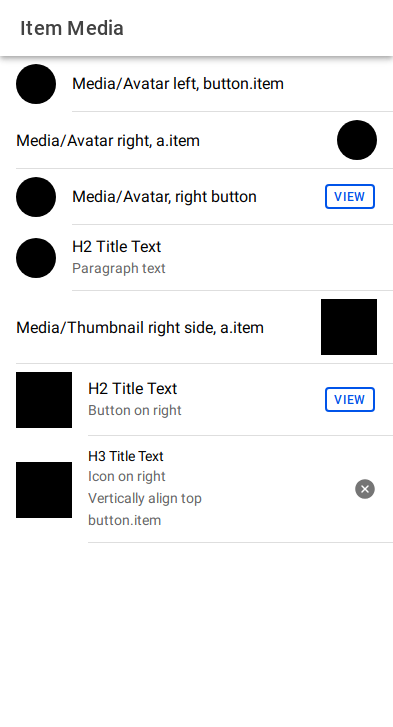 Item Media
Media/Avatar left, button.item
Media/Avatar right, a.item
Media/Avatar, right button
VIEW
H2 Title Text
Paragraph text
Media/Thumbnail right side, a.item
H2 Title Text
Button on right
VIEW
H3 Title Text
Icon on right
Vertically align top
button.item